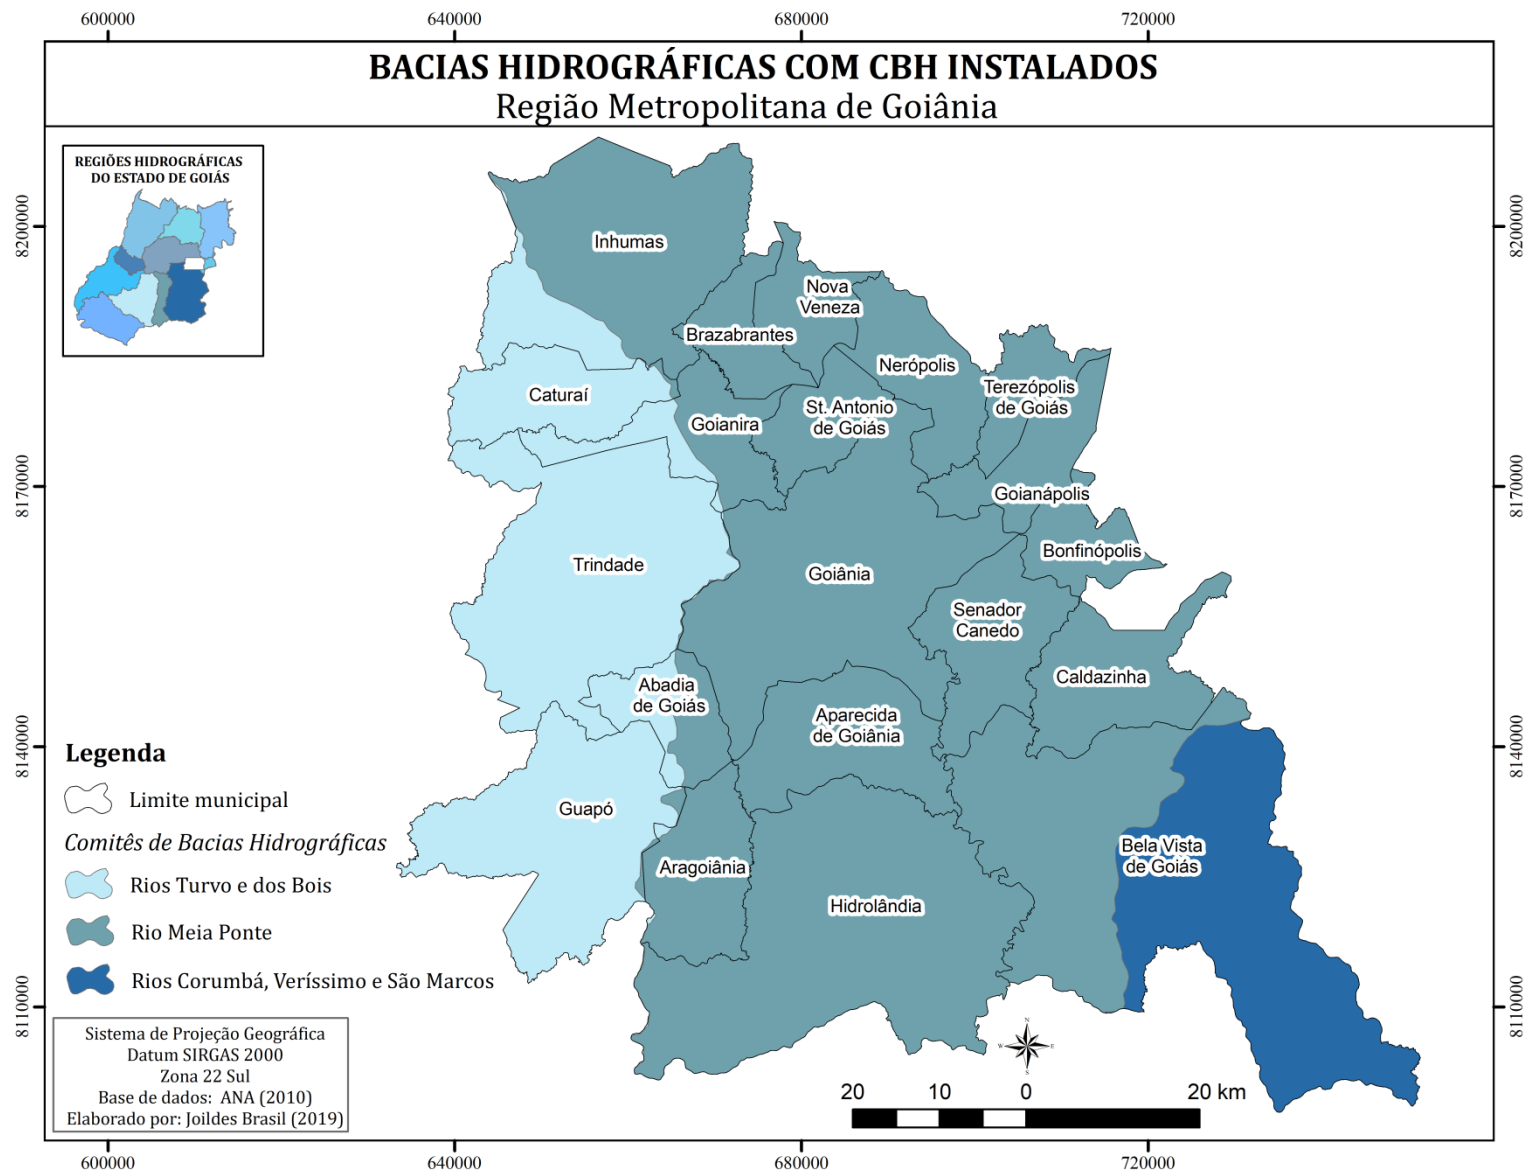 600000
640000
680000
720000
BACIAS HIDROGRÁFICAS COM CBH INSTALADOS
Região Metropolitana de Goiânia
REGIÕES HIDROGRÁFICAS
DO ESTADO DE GOIÁS
8200000
8200000
Inhumas
Nova
Veneza
Brazabrantes
Nerópolis
Terezópolis
de Goiás
Caturaí
St. Antonio
de Goiás
Goianira
8170000
8170000
Goianápolis
Bonfinópolis
Trindade
Goiânia
Senador
Canedo
Caldazinha
Abadia
de Goiás
Aparecida
de Goiânia
8140000
8140000
Guapó
Bela Vista
de Goiás
Aragoiânia
Hidrolândia
Legenda
Limite municipal
Comitês de Bacias Hidrográficas
Rios Turvo e dos Bois
Rio Meia Ponte
Rios Corumbá, Veríssimo e São Marcos
8110000
8110000
Sistema de Projeção Geográfica
Datum SIRGAS 2000
Zona 22 Sul
Base de dados: ANA (2010)
Elaborado por: Joildes Brasil (2019)
N
W
E
S
20 10 0 20 km
600000
640000
680000
720000